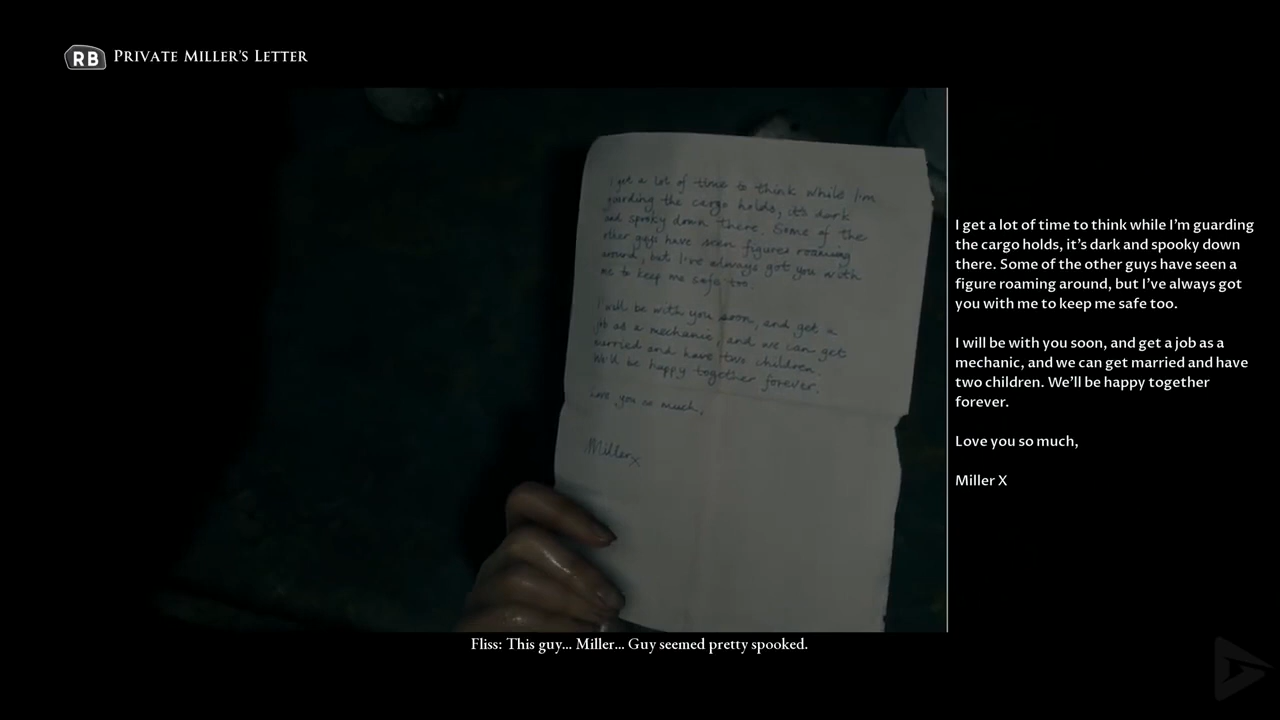 RB PRIVATE MILLER'S LETTER
I get a lot of time to think while I'm
guarding the cargo holds, it's dark
and spooky down there. Some of the
other guys have seen figures roaming
around, but I've always got you with
me to keep me safe too.
I will be with you soon, and get a
job as a mechanic, and we can get
married and have two children.
We'll be happy together forever.
Love you so much,
Miller x
I get a lot of time to think while I'm guarding
the cargo holds, it's dark and spooky down
there. Some of the other guys have seen a
figure roaming around, but I've always got
you with me to keep me safe too.
I will be with you soon, and get a job as a
mechanic, and we can get married and have
two children. We'll be happy together
forever.
Love you so much,
Miller X
Fliss: This guy... Miller... Guy seemed pretty spooked.